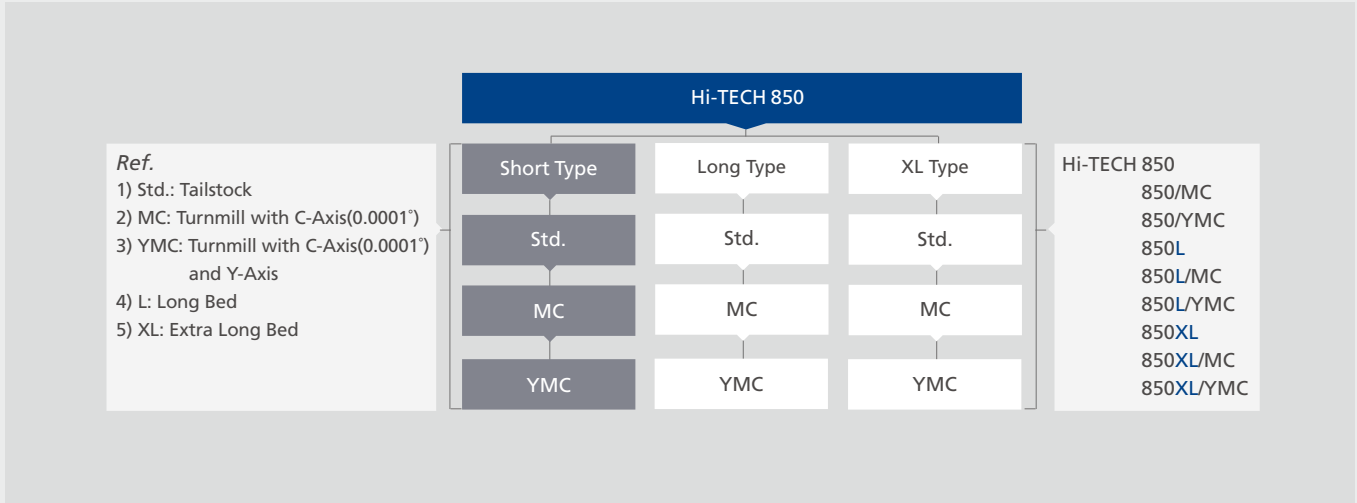 Hi-TECH 850
Ref.
1) Std.: Tailstock
2) MC: Turnmill with C-Axis(0.0001°)
3) YMC: Turnmill with C-Axis(0.0001°)
and Y-Axis
4) L: Long Bed
5) XL: Extra Long Bed
Short Type
Std.
MC
YMC
Long Type
Std.
MC
YMC
XL Type
Std.
MC
YMC
Hi-TECH 850
850/MC
850/YMC
850L
850L/MC
850L/YMC
850XL
850XL/MC
850XL/YMC